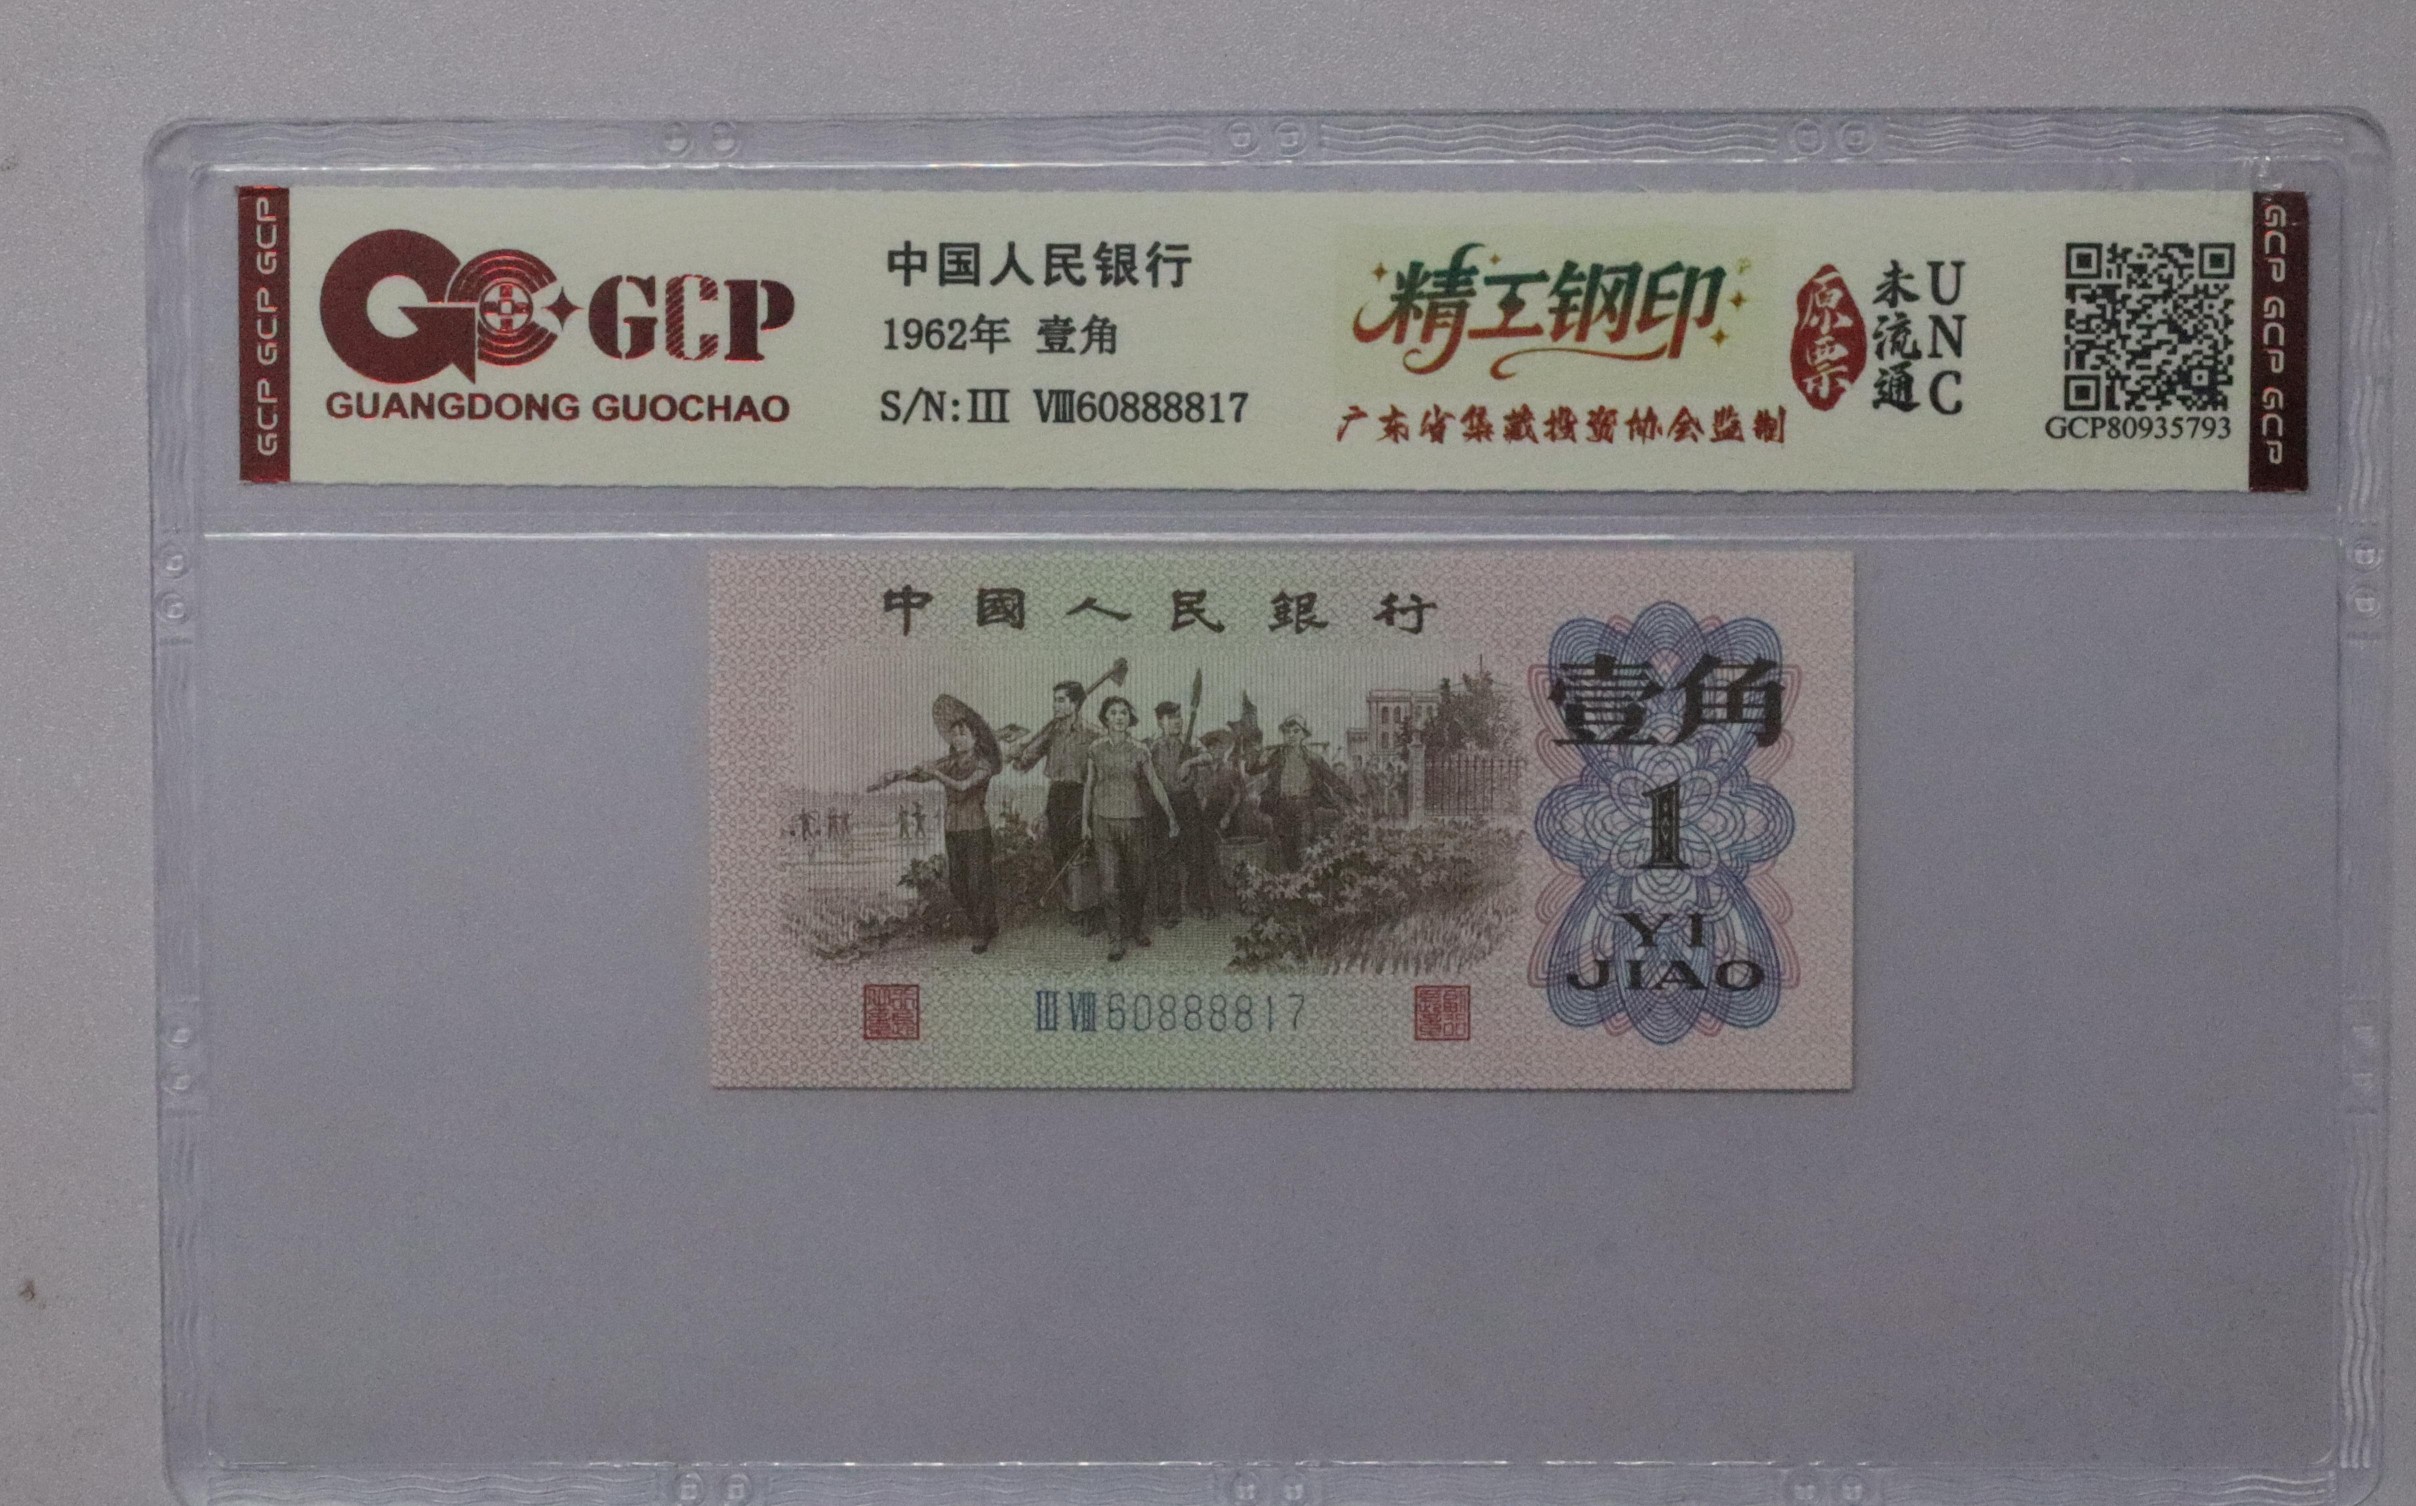 GCP GCP GCP
GCP
GUANGDONG GUOCHAO
中国人民银行
1962年 壹角
S/N:III VIII60888817
精工钢印
广东省集藏投资协会监制
原票
未流通
UNC
GCP80935793
GCP GCP GCP
中國人民銀行
壹角
1
YI
JIAO
III VIII 60888817